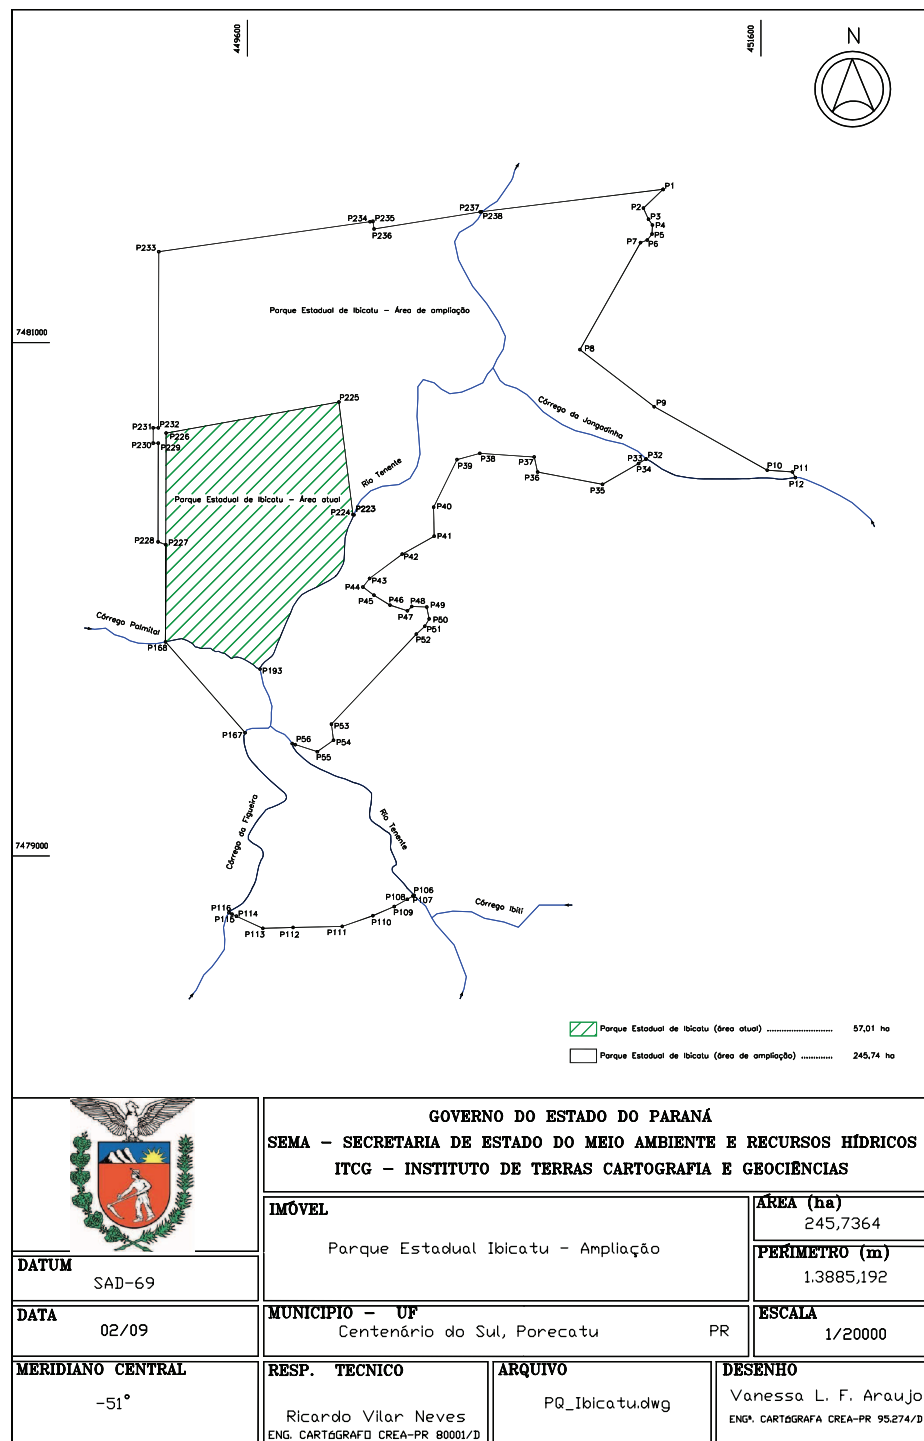 449600
451600
N
P1
P2
P3
P4
P5
P6
P7
P237
P238
P234
P235
P236
P233
Parque Estadual de Ibicatu – Área de ampliação
7481000
P8
P9
P225
Córrego da Jangadinha
P231
P232
P226
P230
P229
P32
P33
P34
P10
P11
P12
P39
P38
P37
P36
P35
Rio Tenente
Parque Estadual de Ibicatu – Área atual
P224
P223
P40
P41
P228
P227
P42
P43
P44
P45
P46
P47
P48
P49
P50
P51
P52
Córrego Palmital
P168
P193
P167
P53
P54
P56
P55
Córrego da Figueira
Rio Tenente
7479000
P106
P107
P108
P109
P110
P111
P112
P113
P114
P115
P116
Córrego Ibiti
Parque Estadual de Ibicatu (área atual) .......................... 57,01 ha
Parque Estadual de Ibicatu (área de ampliação) ............. 245,74 ha
GOVERNO DO ESTADO DO PARANÁ
SEMA – SECRETARIA DE ESTADO DO MEIO AMBIENTE E RECURSOS HÍDRICOS
ITCG – INSTITUTO DE TERRAS CARTOGRAFIA E GEOCIÊNCIAS
IMÓVEL
Parque Estadual Ibicatu – Ampliação
ÁREA (ha)
245,7364
PERÍMETRO (m)
1.3885,192
DATUM
SAD-69
DATA
02/09
MUNICIPIO – UF
Centenário do Sul, Porecatu PR
ESCALA
1/20000
MERIDIANO CENTRAL
-51°
RESP. TECNICO
Ricardo Vilar Neves
ENG. CARTÓGRAFO CREA-PR 80001/D
ARQUIVO
PQ_Ibicatu.dwg
DESENHO
Vanessa L. F. Araujo
ENGª. CARTÓGRAFA CREA-PR 95.274/D